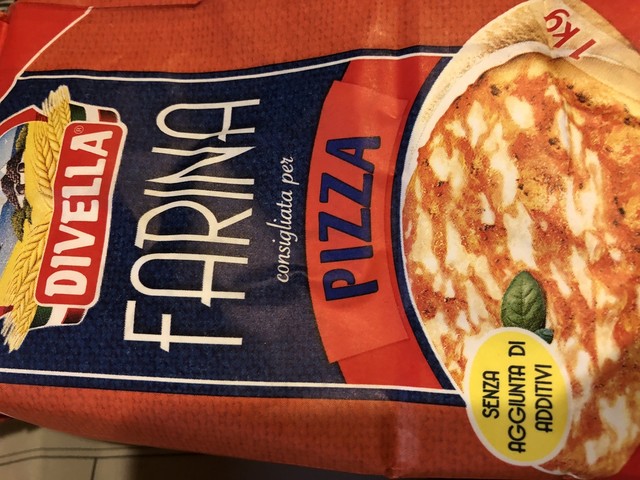 DIVELLA®
FARINA
consigliata per
PIZZA
1 kg
SENZA
AGGIUNTA DI
ADDITIVI